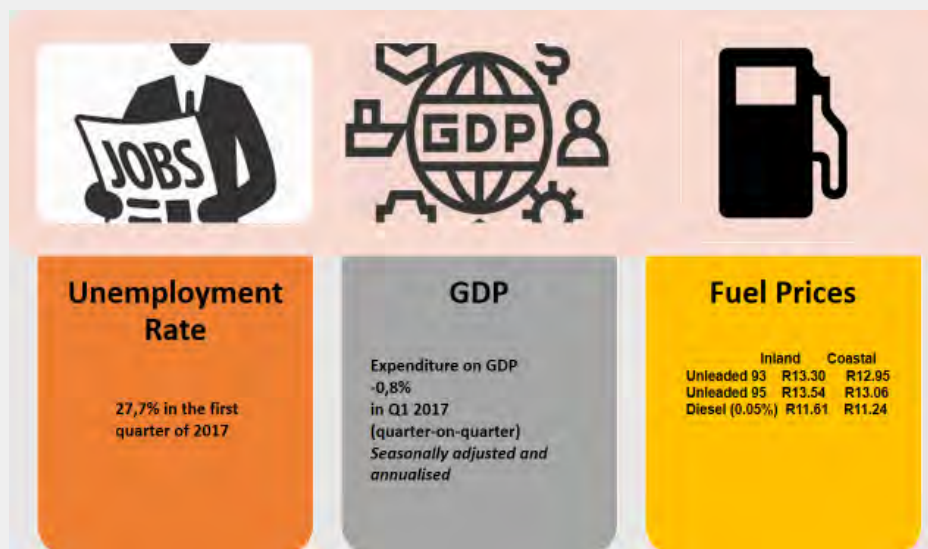 JOBS
GDP
Unemployment
Rate
27,7% in the first
quarter of 2017
GDP
Expenditure on GDP
-0,8%
in Q1 2017
(quarter-on-quarter)
Seasonally adjusted and
annualised
Fuel Prices
Inland Coastal
Unleaded 93 R13.30 R12.95
Unleaded 95 R13.54 R13.06
Diesel (0.05%) R11.61 R11.24